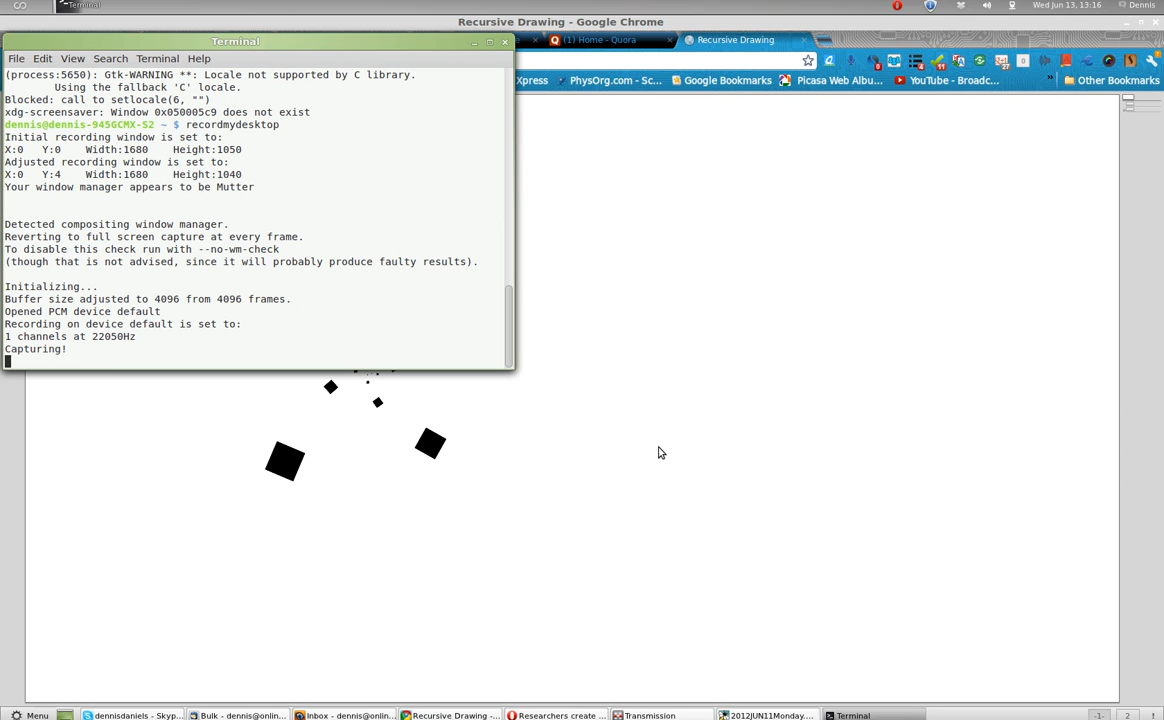 Terminal
Wed Jun 13, 13:16
Dennis
Recursive Drawing - Google Chrome
Terminal
(1) Home - Quora
Recursive Drawing
File Edit View Search Terminal Help
Xpress
PhysOrg.com - Sc...
Google Bookmarks
Picasa Web Albu...
YouTube - Broadc...
»
Other Bookmarks
(process:5650): Gtk-WARNING **: Locale not supported by C library.
Using the fallback 'C' locale.
Blocked: call to setlocale(6, "")
xdg-screensaver: Window 0x050005c9 does not exist
dennis@dennis-945GCMX-S2 ~ $ recordmydesktop
Initial recording window is set to:
X:0 Y:0 Width:1680 Height:1050
Adjusted recording window is set to:
X:0 Y:4 Width:1680 Height:1040
Your window manager appears to be Mutter
Detected compositing window manager.
Reverting to full screen capture at every frame.
To disable this check run with --no-wm-check
(though that is not advised, since it will probably produce faulty results).
Initializing...
Buffer size adjusted to 4096 from 4096 frames.
Opened PCM device default
Recording on device default is set to:
1 channels at 22050Hz
Capturing!
Menu
dennisdaniels - Skyp...
Bulk - dennis@onlin...
Inbox - dennis@onlin...
Recursive Drawing -...
Researchers create ...
Transmission
2012JUN11Monday....
Terminal
-1-
2